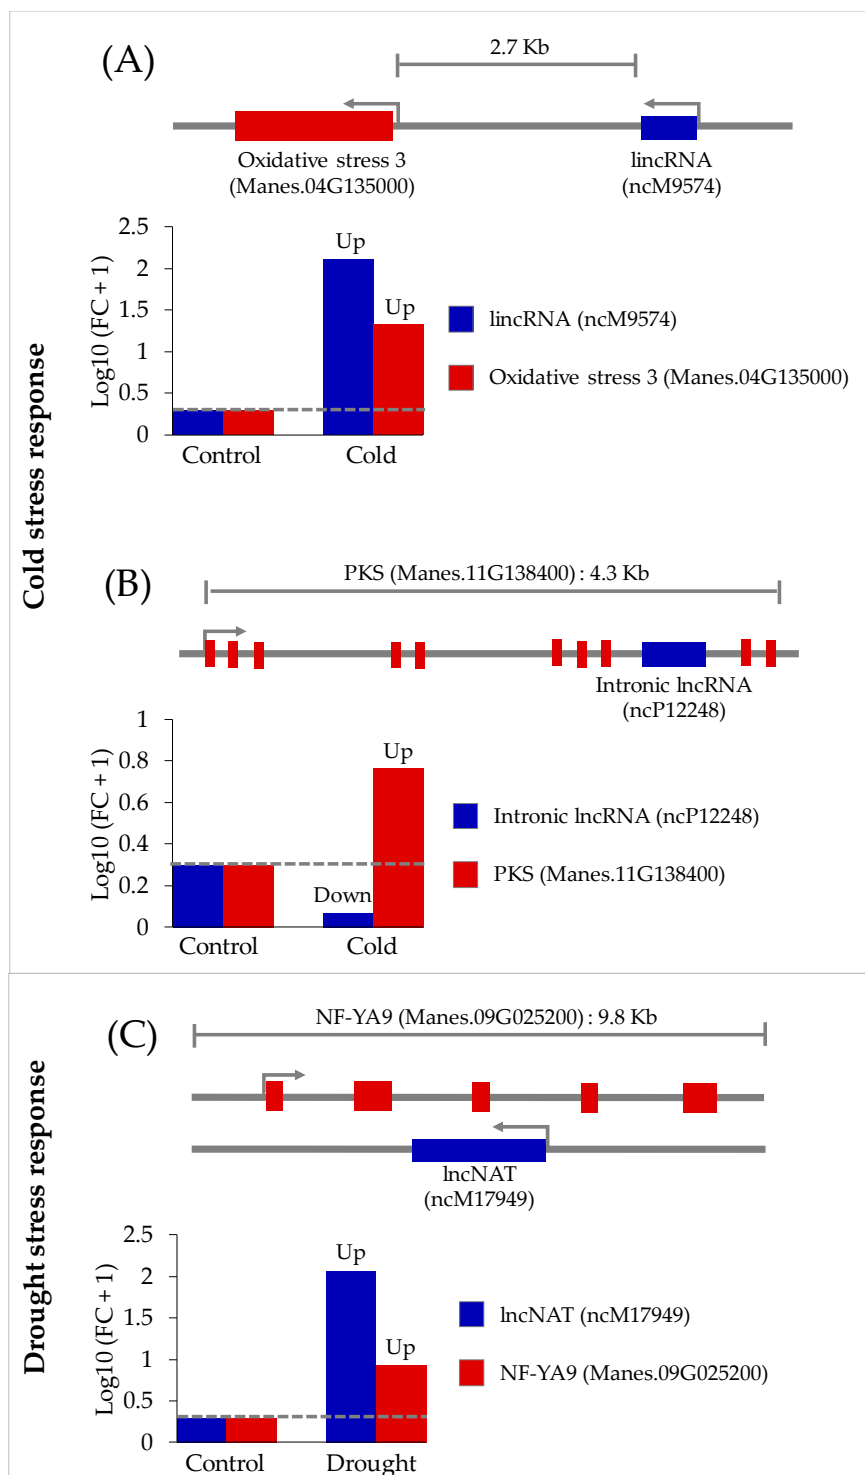 Cold stress response
(A)
2.7 Kb
Oxidative stress 3
(Manes.04G135000)
lincRNA
(ncM9574)
Log10 (FC + 1)
2.5
2
1.5
1
0.5
0
Up
Up
Control
Cold
lincRNA (ncM9574)
Oxidative stress 3 (Manes.04G135000)
(B)
PKS (Manes.11G138400) : 4.3 Kb
Intronic lncRNA
(ncP12248)
Log10 (FC + 1)
1
0.8
0.6
0.4
0.2
0
Down
Up
Control
Cold
Intronic lncRNA (ncP12248)
PKS (Manes.11G138400)
Drought stress response
(C)
NF-YA9 (Manes.09G025200) : 9.8 Kb
lncNAT
(ncM17949)
Log10 (FC + 1)
2.5
2
1.5
1
0.5
0
Up
Up
Control
Drought
lncNAT (ncM17949)
NF-YA9 (Manes.09G025200)